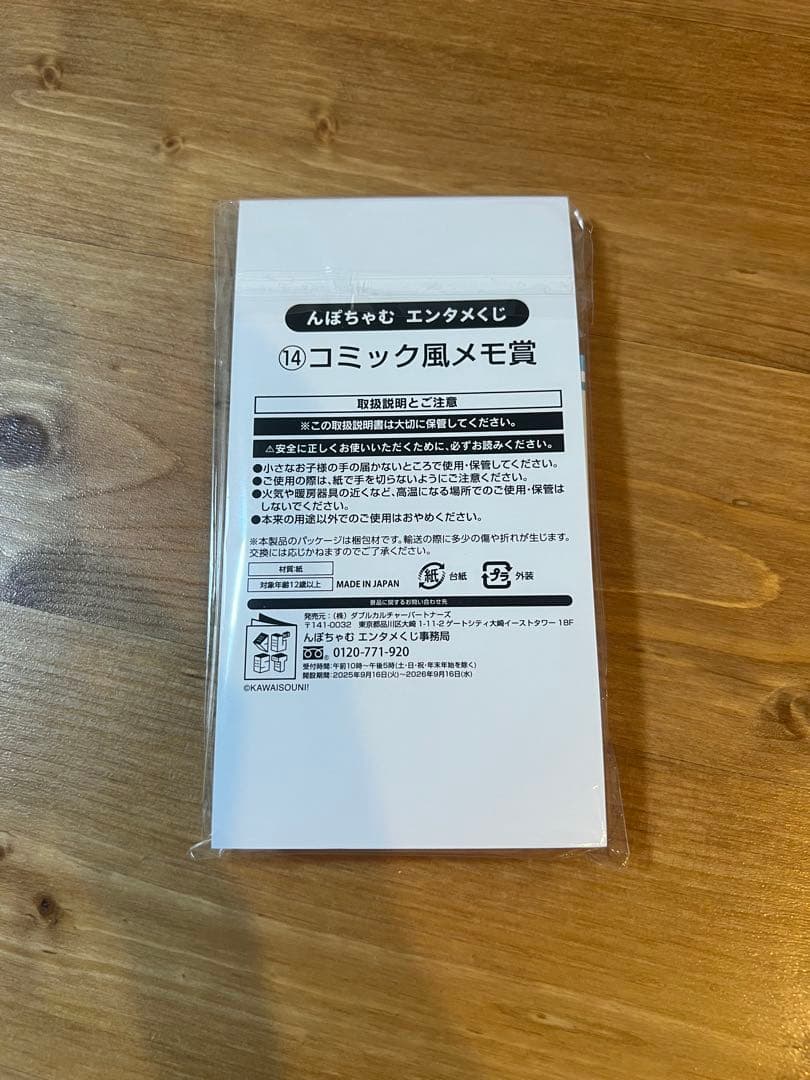 んぽちゃむ エンタメくじ
⑭コミック風メモ賞
取扱説明とご注意
※この取扱説明書は大切に保管してください。
⚠安全に正しくお使いいただくために、必ずお読みください。
●小さなお子様の手の届かないところで使用・保管してください。
●ご使用の際は、紙で手を切らないようにご注意ください。
●火気や暖房器具の近くなど、高温になる場所でのご使用・保管は
しないでください。
●本来の用途以外でのご使用はおやめください。
※本製品のパッケージは梱包材です。輸送の際に多少の傷や折れが生じます。
交換には応じかねますのでご了承ください。
材質:紙
対象年齢12歳以上 MADE IN JAPAN 紙 台紙 プラ 外装
景品に関するお問い合わせ先
発売元:(株)ダブルカルチャーパートナーズ
〒141-0032 東京都品川区大崎 1-11-2 ゲートシティ大崎イーストタワー 18F
んぽちゃむ エンタメくじ事務局
0120-771-920
受付時間:午前10時～午後5時(土・日・祝・年末年始を除く)
開設期間:2025年9月16日(火)～2026年9月16日(水)
©KAWAISOUNI!